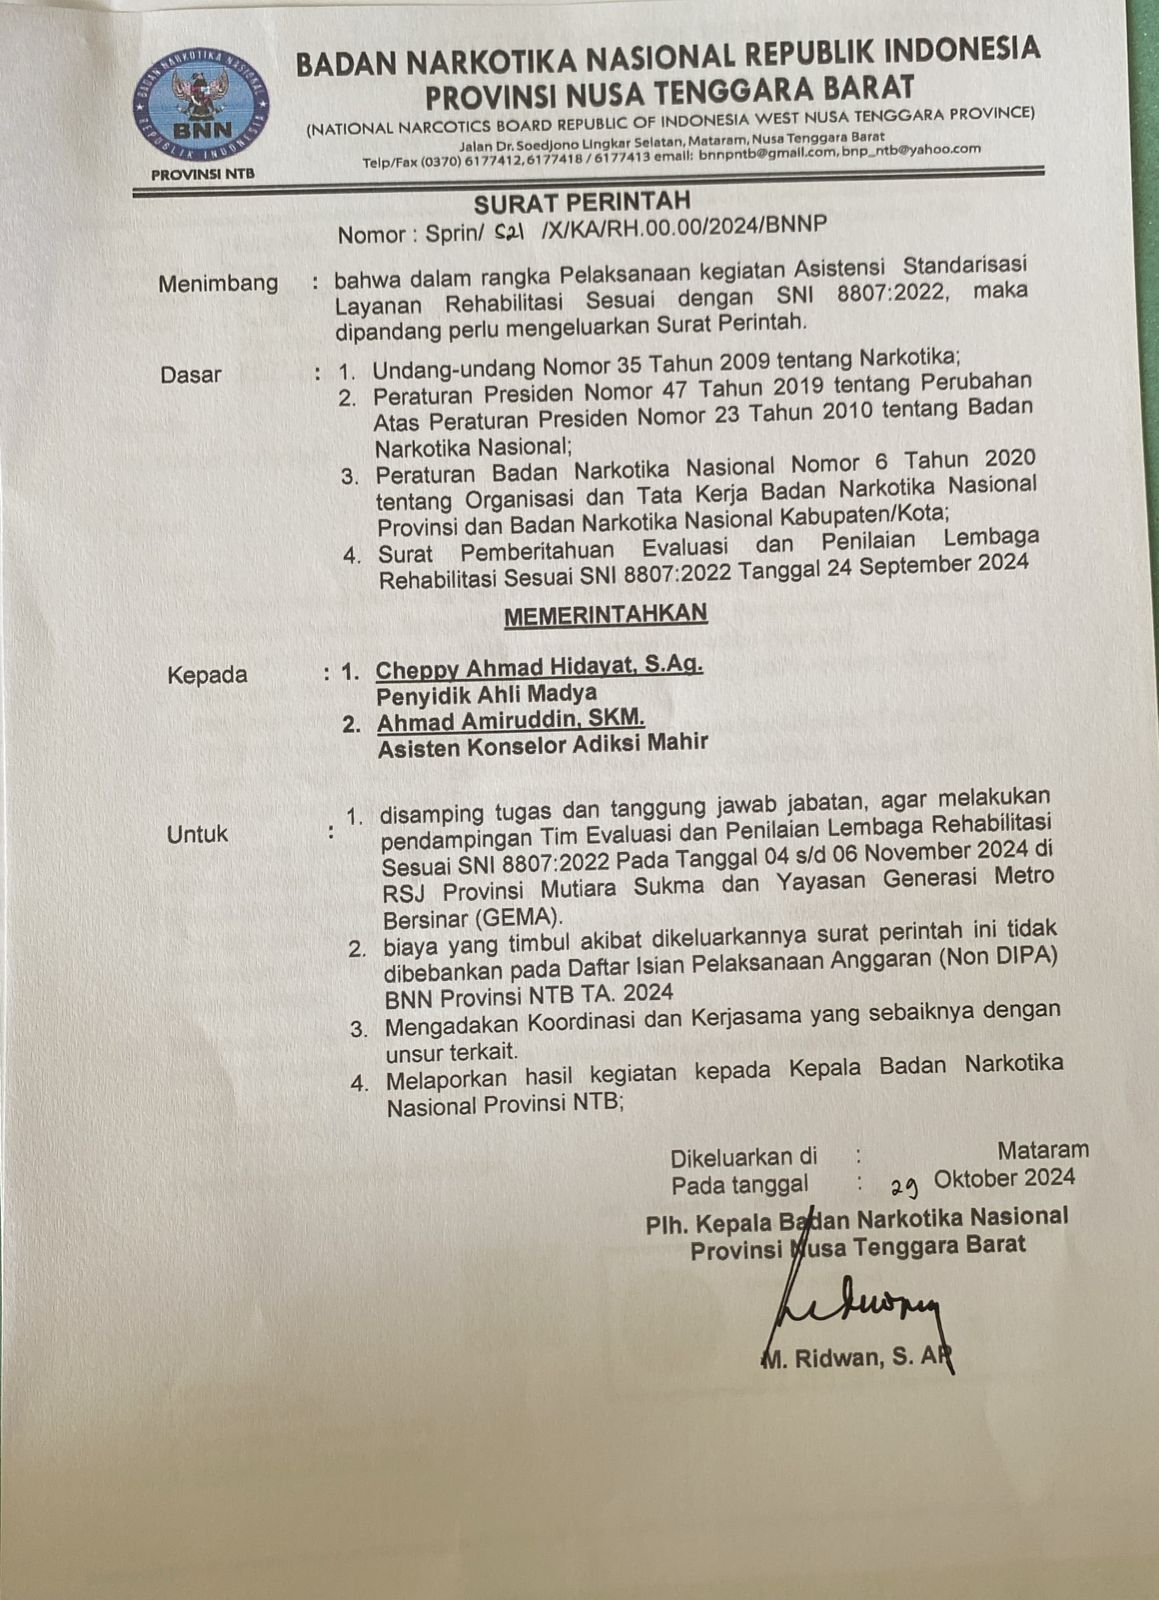 BADAN NARKOTIKA NASIONAL
REPUBLIK INDONESIA
BNN
PROVINSI NTB
BADAN NARKOTIKA NASIONAL REPUBLIK INDONESIA
PROVINSI NUSA TENGGARA BARAT
(NATIONAL NARCOTICS BOARD REPUBLIC OF INDONESIA WEST NUSA TENGGARA PROVINCE)
Jalan Dr. Soedjono Lingkar Selatan, Mataram, Nusa Tenggara Barat
Telp/Fax (0370) 6177412, 6177418 / 6177413 email: bnnpntb@gmail.com, bnp_ntb@yahoo.com
SURAT PERINTAH
Nomor : Sprin/ 521 /X/KA/RH.00.00/2024/BNNP
Menimbang : bahwa dalam rangka Pelaksanaan kegiatan Asistensi Standarisasi
Layanan Rehabilitasi Sesuai dengan SNI 8807:2022, maka
dipandang perlu mengeluarkan Surat Perintah.
Dasar : 1. Undang-undang Nomor 35 Tahun 2009 tentang Narkotika;
2. Peraturan Presiden Nomor 47 Tahun 2019 tentang Perubahan
Atas Peraturan Presiden Nomor 23 Tahun 2010 tentang Badan
Narkotika Nasional;
3. Peraturan Badan Narkotika Nasional Nomor 6 Tahun 2020
tentang Organisasi dan Tata Kerja Badan Narkotika Nasional
Provinsi dan Badan Narkotika Nasional Kabupaten/Kota;
4. Surat Pemberitahuan Evaluasi dan Penilaian Lembaga
Rehabilitasi Sesuai SNI 8807:2022 Tanggal 24 September 2024
MEMERINTAHKAN
Kepada : 1. Cheppy Ahmad Hidayat, S.Ag.
Penyidik Ahli Madya
2. Ahmad Amiruddin, SKM.
Asisten Konselor Adiksi Mahir
Untuk : 1. disamping tugas dan tanggung jawab jabatan, agar melakukan
pendampingan Tim Evaluasi dan Penilaian Lembaga Rehabilitasi
Sesuai SNI 8807:2022 Pada Tanggal 04 s/d 06 November 2024 di
RSJ Provinsi Mutiara Sukma dan Yayasan Generasi Metro
Bersinar (GEMA).
2. biaya yang timbul akibat dikeluarkannya surat perintah ini tidak
dibebankan pada Daftar Isian Pelaksanaan Anggaran (Non DIPA)
BNN Provinsi NTB TA. 2024
3. Mengadakan Koordinasi dan Kerjasama yang sebaiknya dengan
unsur terkait.
4. Melaporkan hasil kegiatan kepada Kepala Badan Narkotika
Nasional Provinsi NTB;
Dikeluarkan di : Mataram
Pada tanggal : 29 Oktober 2024
Plh. Kepala Badan Narkotika Nasional
Provinsi Nusa Tenggara Barat
M. Ridwan, S. AP